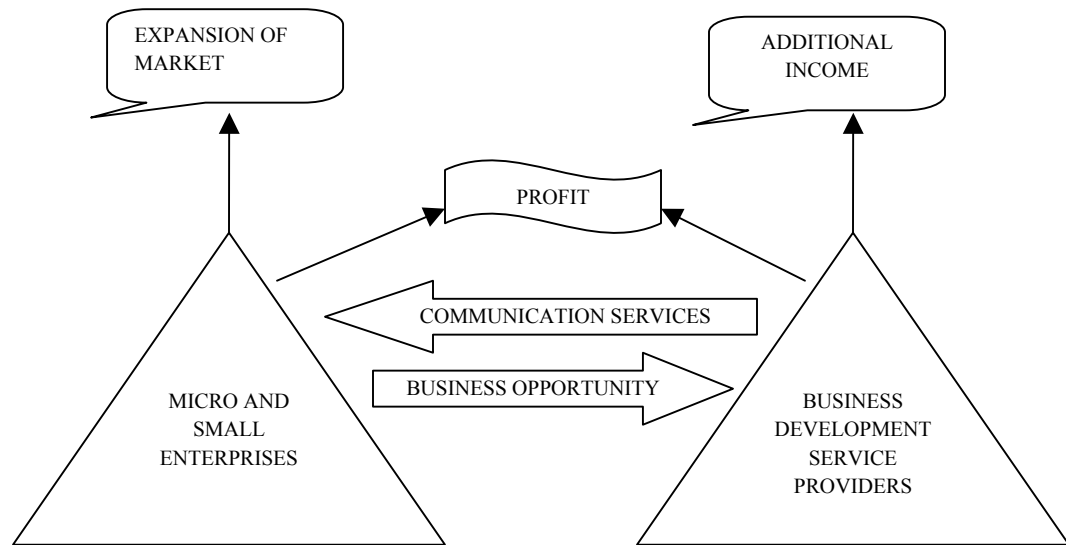 EXPANSION OF
MARKET
ADDITIONAL
INCOME
PROFIT
COMMUNICATION SERVICES
BUSINESS OPPORTUNITY
MICRO AND
SMALL
ENTERPRISES
BUSINESS
DEVELOPMENT
SERVICE
PROVIDERS